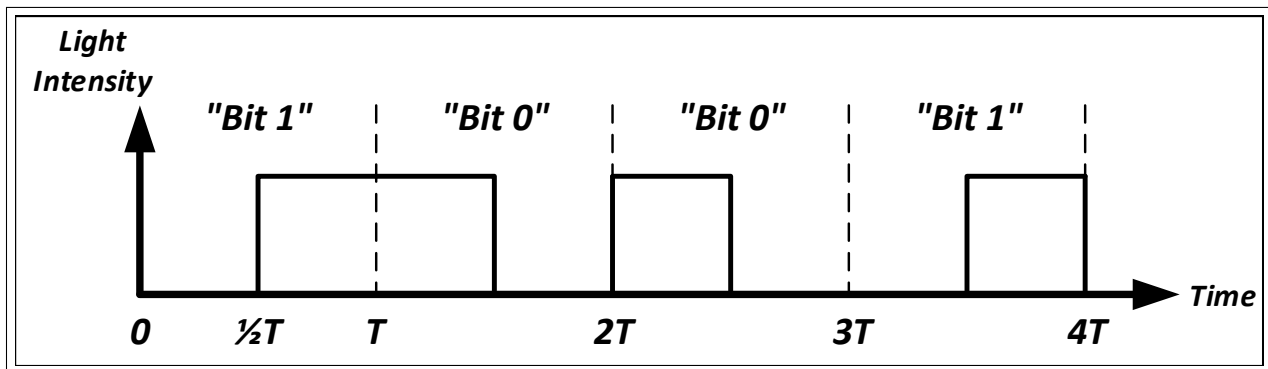 Light
Intensity
"Bit 1" "Bit 0" "Bit 0" "Bit 1"
Time
0 ½T T 2T 3T 4T